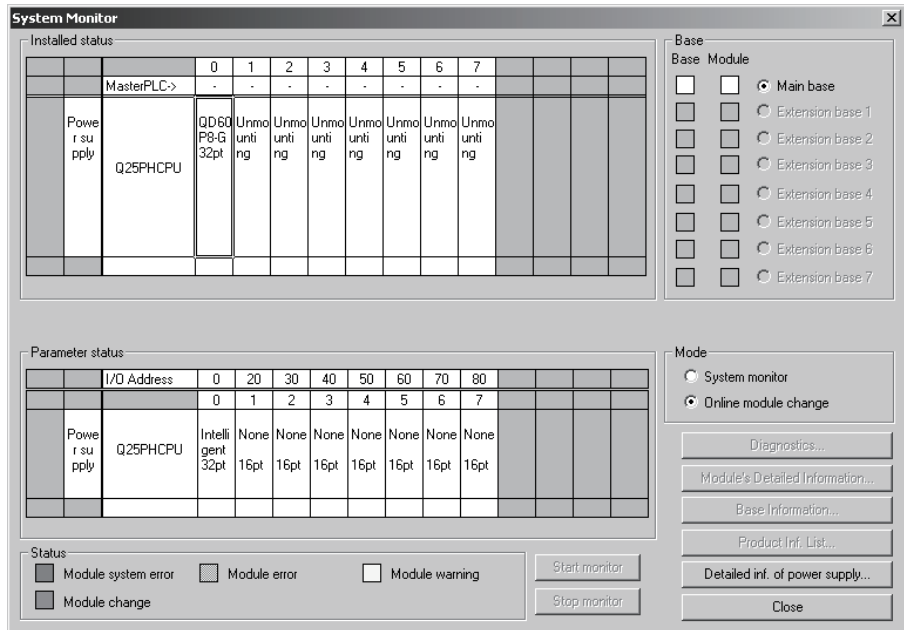 System Monitor
Installed status
0 1 2 3 4 5 6 7
MasterPLC-> - - - - - - - -
Powe
r su
pply
Q25PHCPU
QD60
P8-G
32pt
Unmo
unti
ng
Unmo
unti
ng
Unmo
unti
ng
Unmo
unti
ng
Unmo
unti
ng
Unmo
unti
ng
Unmo
unti
ng
Base
Base Module
Main base
Extension base 1
Extension base 2
Extension base 3
Extension base 4
Extension base 5
Extension base 6
Extension base 7
Parameter status
I/O Address 0 20 30 40 50 60 70 80
0 1 2 3 4 5 6 7
Powe
r su
pply
Q25PHCPU
Intelli
gent
32pt
None
16pt
None
16pt
None
16pt
None
16pt
None
16pt
None
16pt
None
16pt
Mode
System monitor
Online module change
Diagnostics...
Module's Detailed Information...
Base Information...
Product Inf. List...
Detailed inf. of power supply...
Close
Status
Module system error
Module error
Module warning
Module change
Start monitor
Stop monitor